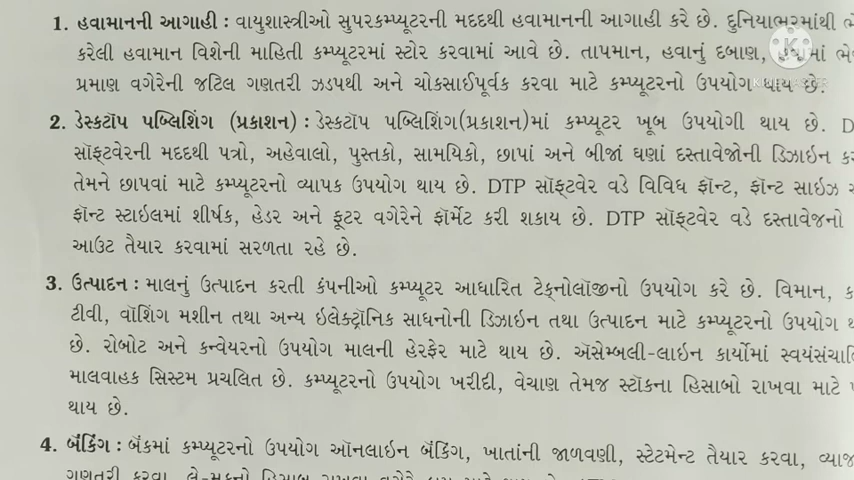 1. હવામાનની આગાહી : વાયુશાસ્ત્રીઓ સુપરકમ્પ્યૂટરની મદદથી હવામાનની આગાહી કરે છે. દુનિયાભરમાંથી
કરેલી હવામાન વિશેની માહિતી કમ્પ્યૂટરમાં સ્ટોર કરવામાં આવે છે. તાપમાન, હવાનું દબાણ, હવામાં
પ્રમાણ વગેરેની જટિલ ગણતરી ઝડપથી અને ચોકસાઈપૂર્વક કરવા માટે કમ્પ્યૂટરનો ઉપયોગ થાય છે.
2. ડેસ્કટૉપ પબ્લિશિંગ (પ્રકાશન) : ડેસ્કટૉપ પબ્લિશિંગ(પ્રકાશન)માં કમ્પ્યૂટર ખૂબ ઉપયોગી થાય છે.
સૉફ્ટવેરની મદદથી પત્રો, અહેવાલો, પુસ્તકો, સામયિકો, છાપાં અને બીજાં ઘણાં દસ્તાવેજોની ડિઝાઇન
તેમને છાપવાં માટે કમ્પ્યૂટરનો વ્યાપક ઉપયોગ થાય છે. DTP સૉફ્ટવેર વડે વિવિધ ફૉન્ટ, ફૉન્ટ સાઇઝ
ફૉન્ટ સ્ટાઇલમાં શીર્ષક, હેડર અને ફૂટર વગેરેને ફૉર્મેટ કરી શકાય છે. DTP સૉફ્ટવેર વડે દસ્તાવેજનો
આઉટ તૈયાર કરવામાં સરળતા રહે છે.
3. ઉત્પાદન : માલનું ઉત્પાદન કરતી કંપનીઓ કમ્પ્યૂટર આધારિત ટેક્નોલૉજીનો ઉપયોગ કરે છે. વિમાન,
ટીવી, વૉશિંગ મશીન તથા અન્ય ઇલેક્ટ્રૉનિક સાધનોની ડિઝાઇન તથા ઉત્પાદન માટે કમ્પ્યૂટરનો ઉપયોગ
છે. રોબોટ અને કન્વેયરનો ઉપયોગ માલની હેરફેર માટે થાય છે. ઍસેમ્બલી-લાઇન કાર્યોમાં
માલવાહક સિસ્ટમ પ્રચલિત છે. કમ્પ્યૂટરનો ઉપયોગ ખરીદી, વેચાણ તેમજ સ્ટૉકના હિસાબો રાખવા માટે
થાય છે.
4. બૅંકિંગ : બૅંકમાં કમ્પ્યૂટરનો ઉપયોગ ઑનલાઇન બૅંકિંગ, ખાતાંની જાળવણી, સ્ટેટમેન્ટ તૈયાર કરવા,
ગણતરી કરવા